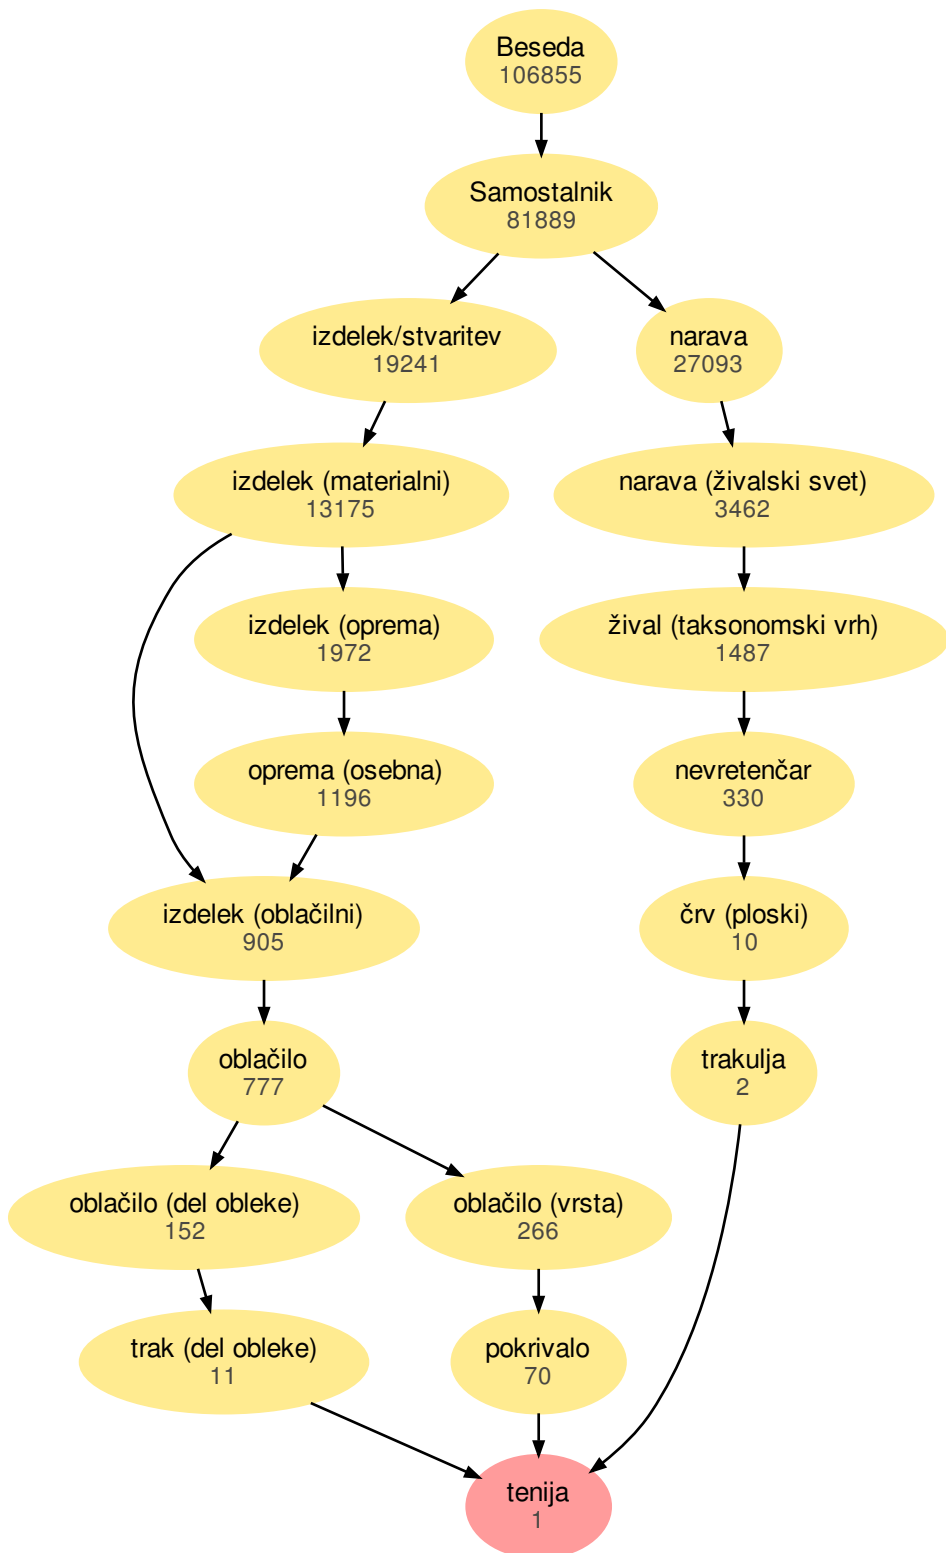 Beseda
106855
Samostalnik
81889
izdelek/stvaritev
19241
narava
27093
izdelek (materialni)
13175
narava (živalski svet)
3462
izdelek (oprema)
1972
žival (taksonomski vrh)
1487
oprema (osebna)
1196
nevretenčar
330
izdelek (oblačilni)
905
črv (ploski)
10
oblačilo
777
trakulja
2
oblačilo (del obleke)
152
oblačilo (vrsta)
266
trak (del obleke)
11
pokrivalo
70
tenija
1